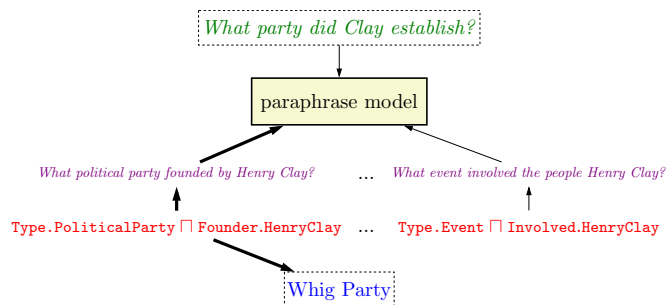 What party did Clay establish?
paraphrase model
What political party founded by Henry Clay? ... What event involved the people Henry Clay?
Type.PoliticalParty ⊓ Founder.HenryClay ... Type.Event ⊓ Involved.HenryClay
Whig Party